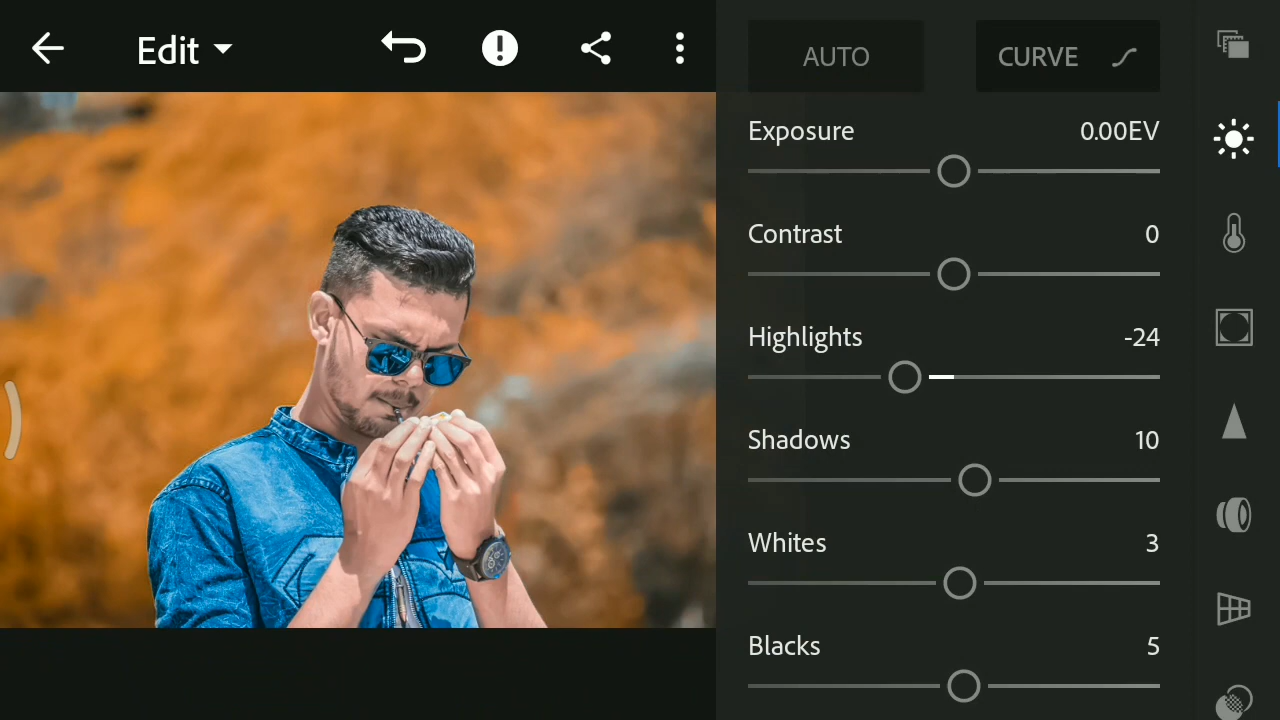 Edit
AUTO
CURVE
Exposure 0.00EV
Contrast 0
Highlights -24
Shadows 10
Whites 3
Blacks 5